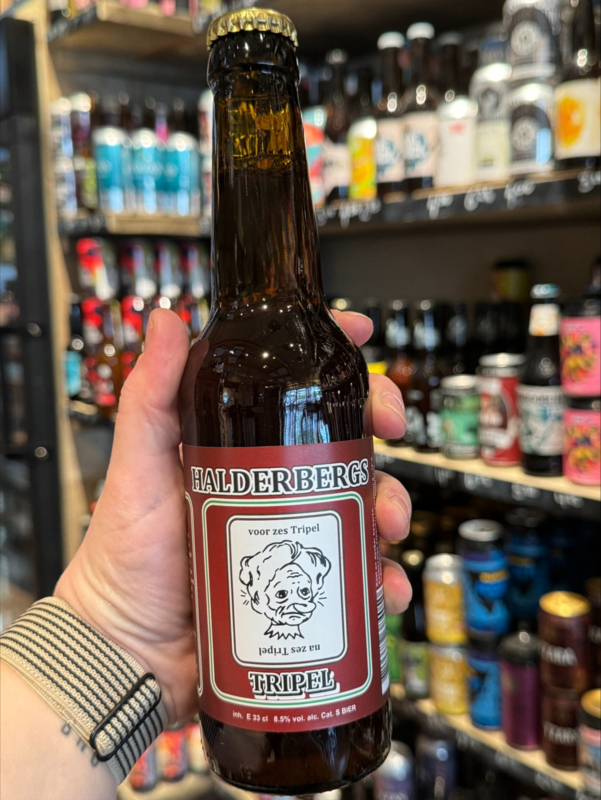 HALDERBERGS
voor zes Tripel
na zes Tripel
TRIPEL
inh. E 33 cl 8.5% vol. alc. Cat. S BIER